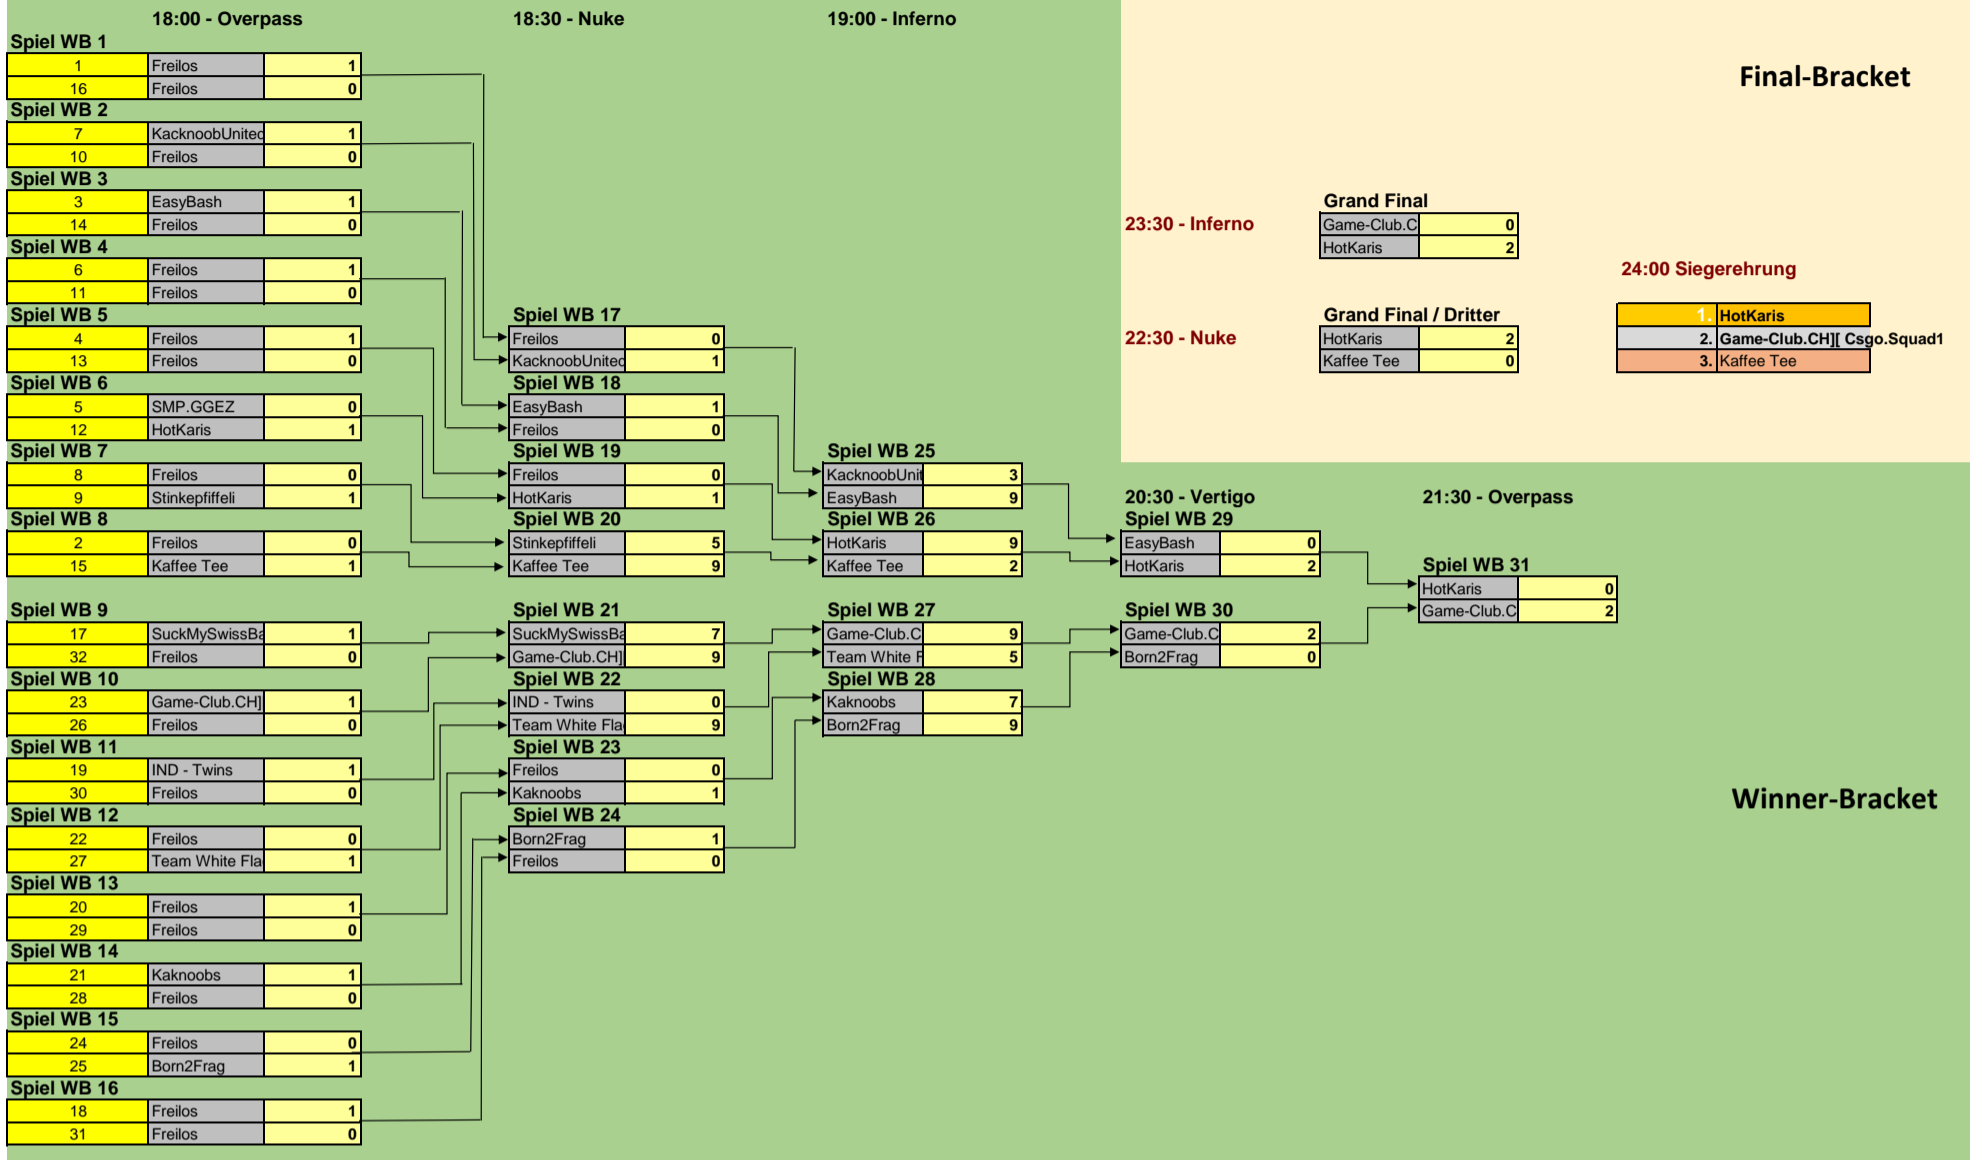 18:00 - Overpass
18:30 - Nuke
19:00 - Inferno
Final-Bracket
Spiel WB 1
1 Freilos 1
16 Freilos 0
Spiel WB 2
7 KacknoobUnited 1
10 Freilos 0
Spiel WB 3
3 EasyBash 1
14 Freilos 0
Spiel WB 4
6 Freilos 1
11 Freilos 0
Spiel WB 5
4 Freilos 1
13 Freilos 0
Spiel WB 6
5 SMP.GGEZ 0
12 HotKaris 1
Spiel WB 7
8 Freilos 0
9 Stinkepfiffeli 1
Spiel WB 8
2 Freilos 0
15 Kaffee Tee 1
Spiel WB 9
17 SuckMySwissBa 1
32 Freilos 0
Spiel WB 10
23 Game-Club.CH] 1
26 Freilos 0
Spiel WB 11
19 IND - Twins 1
30 Freilos 0
Spiel WB 12
22 Freilos 0
27 Team White Fla 1
Spiel WB 13
20 Freilos 1
29 Freilos 0
Spiel WB 14
21 Kaknoobs 1
28 Freilos 0
Spiel WB 15
24 Freilos 0
25 Born2Frag 1
Spiel WB 16
18 Freilos 1
31 Freilos 0
Spiel WB 17
Freilos 0
KacknoobUnited 1
Spiel WB 18
EasyBash 1
Freilos 0
Spiel WB 19
Freilos 0
HotKaris 1
Spiel WB 20
Stinkepfiffeli 5
Kaffee Tee 9
Spiel WB 21
SuckMySwissBa 7
Game-Club.CH] 9
Spiel WB 22
IND - Twins 0
Team White Fla 9
Spiel WB 23
Freilos 0
Kaknoobs 1
Spiel WB 24
Born2Frag 1
Freilos 0
Spiel WB 25
KacknoobUnit 3
EasyBash 9
Spiel WB 26
HotKaris 9
Kaffee Tee 2
Spiel WB 27
Game-Club.C 9
Team White F 5
Spiel WB 28
Kaknoobs 7
Born2Frag 9
20:30 - Vertigo
Spiel WB 29
EasyBash 0
HotKaris 2
Spiel WB 30
Game-Club.C 2
Born2Frag 0
21:30 - Overpass
Spiel WB 31
HotKaris 0
Game-Club.C 2
Grand Final
23:30 - Inferno
Game-Club.C 0
HotKaris 2
Grand Final / Dritter
22:30 - Nuke
HotKaris 2
Kaffee Tee 0
24:00 Siegerehrung
1. HotKaris
2. Game-Club.CH][ Csgo.Squad1
3. Kaffee Tee
Winner-Bracket